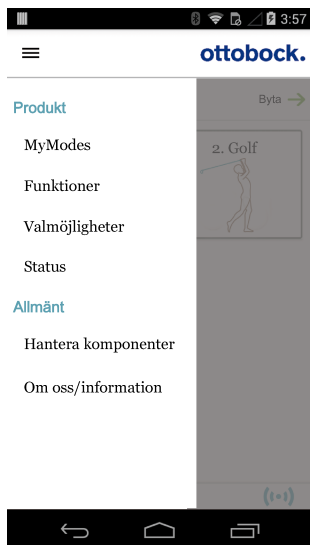 3:57
ottobock.
Produkt
Byta
MyModes
2. Golf
Funktioner
Valmöjligheter
Status
Allmänt
Hantera komponenter
Om oss/information